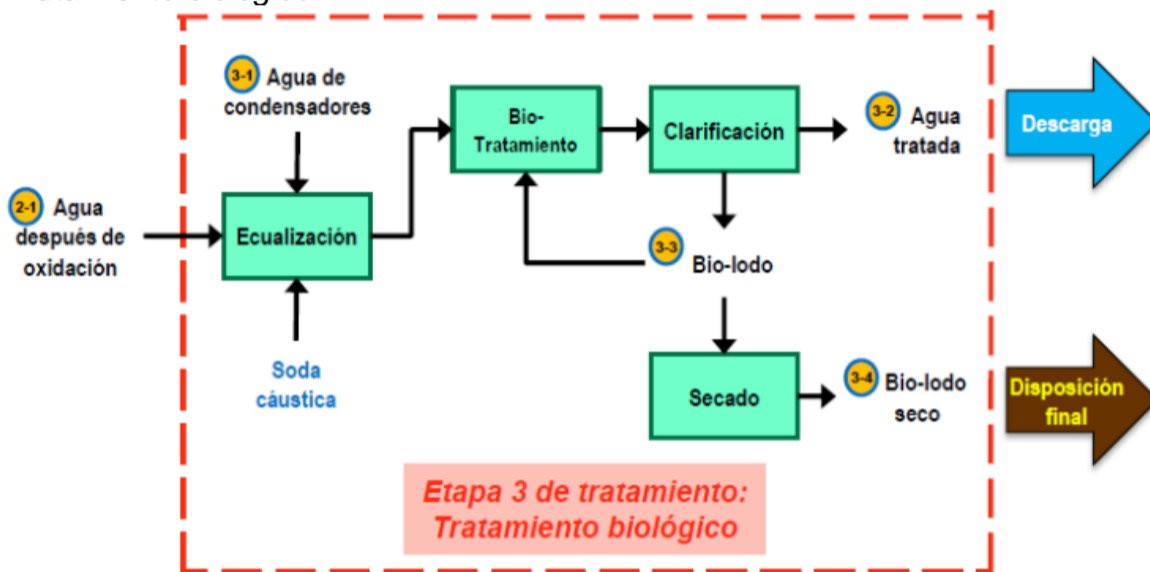 3-1 Agua de
condensadores
Bio-
Tratamiento
Clarificación
3-2 Agua
tratada
Descarga
2-1 Agua
después de
oxidación
Ecualización
3-3 Bio-lodo
Soda
cáustica
Secado
3-4 Bio-lodo
seco
Disposición
final
Etapa 3 de tratamiento:
Tratamiento biológico